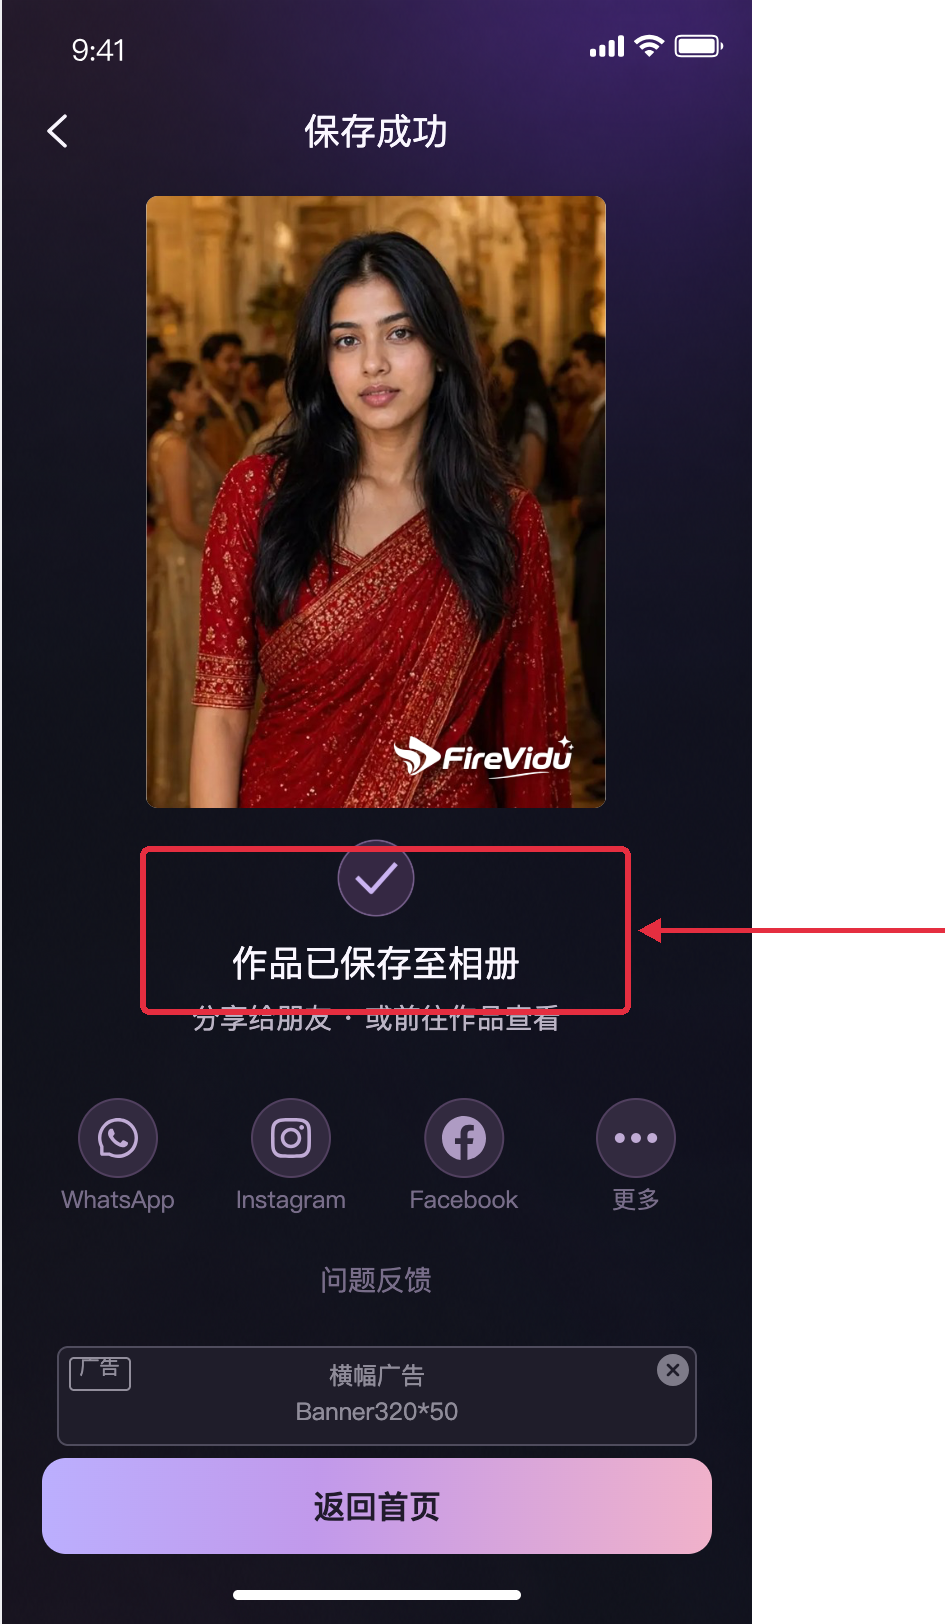 9:41
保存成功
FireVidu
作品已保存至相册
分享给朋友 · 或前往作品查看
WhatsApp
Instagram
Facebook
更多
问题反馈
广告
横幅广告
Banner320*50
返回首页